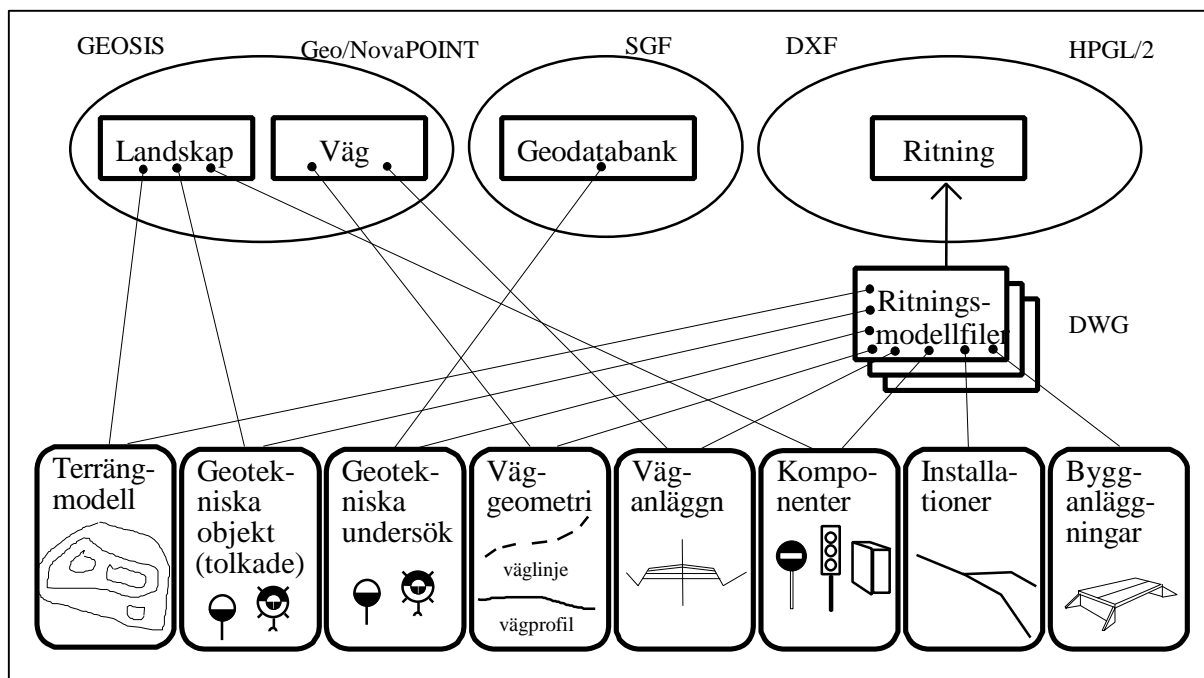 GEOSIS
Geo/NovaPOINT
SGF
DXF
HPGL/2
Landskap
Väg
Geodatabank
Ritning
Ritnings-
modellfiler
DWG
Terräng-
modell
Geotek-
niska
objekt
(tolkade)
Geotek-
niska
undersök
Väg-
geometri
väglinje
vägprofil
Väg-
anläggn
Kompo-
nenter
Installa-
tioner
Bygg-
anlägg-
ningar